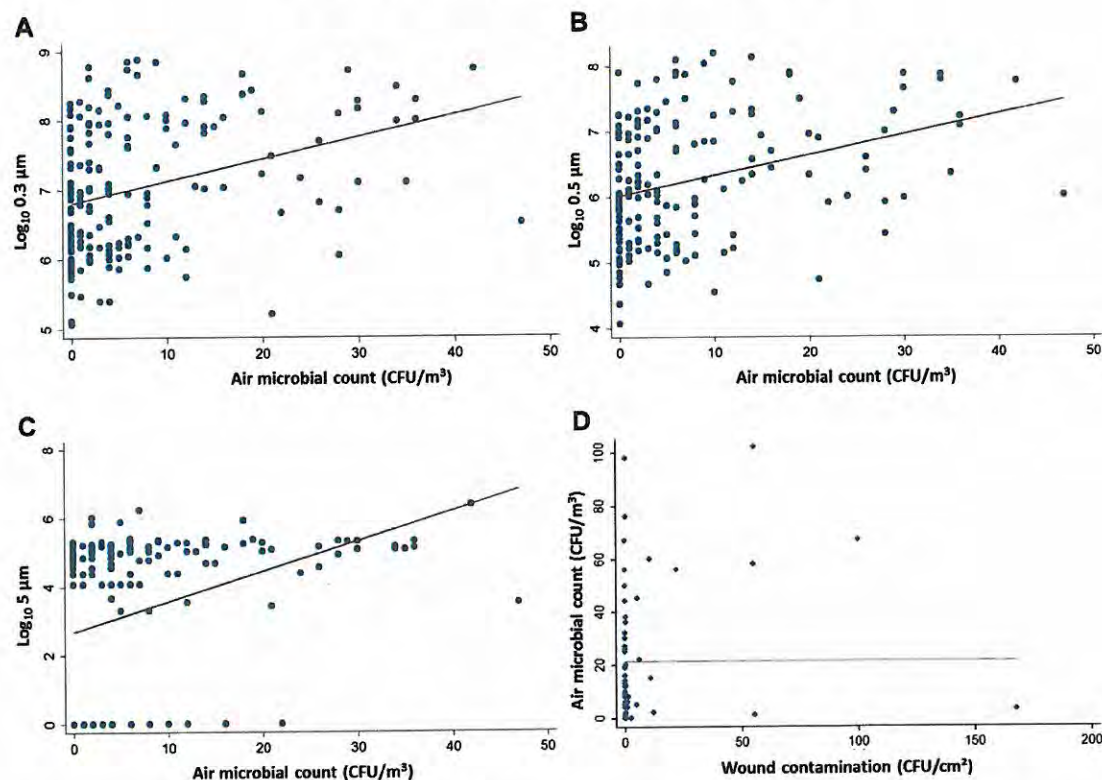 A
Log₁₀ 0.3 µm
9
8
7
6
5
0 10 20 30 40 50
Air microbial count (CFU/m³)
B
Log₁₀ 0.5 µm
8
7
6
5
4
0 10 20 30 40 50
Air microbial count (CFU/m³)
C
Log₁₀ 5 µm
8
6
4
2
0
0 10 20 30 40 50
Air microbial count (CFU/m³)
D
Air microbial count (CFU/m³)
100
80
60
40
20
0
0 50 100 150 200
Wound contamination (CFU/cm²)